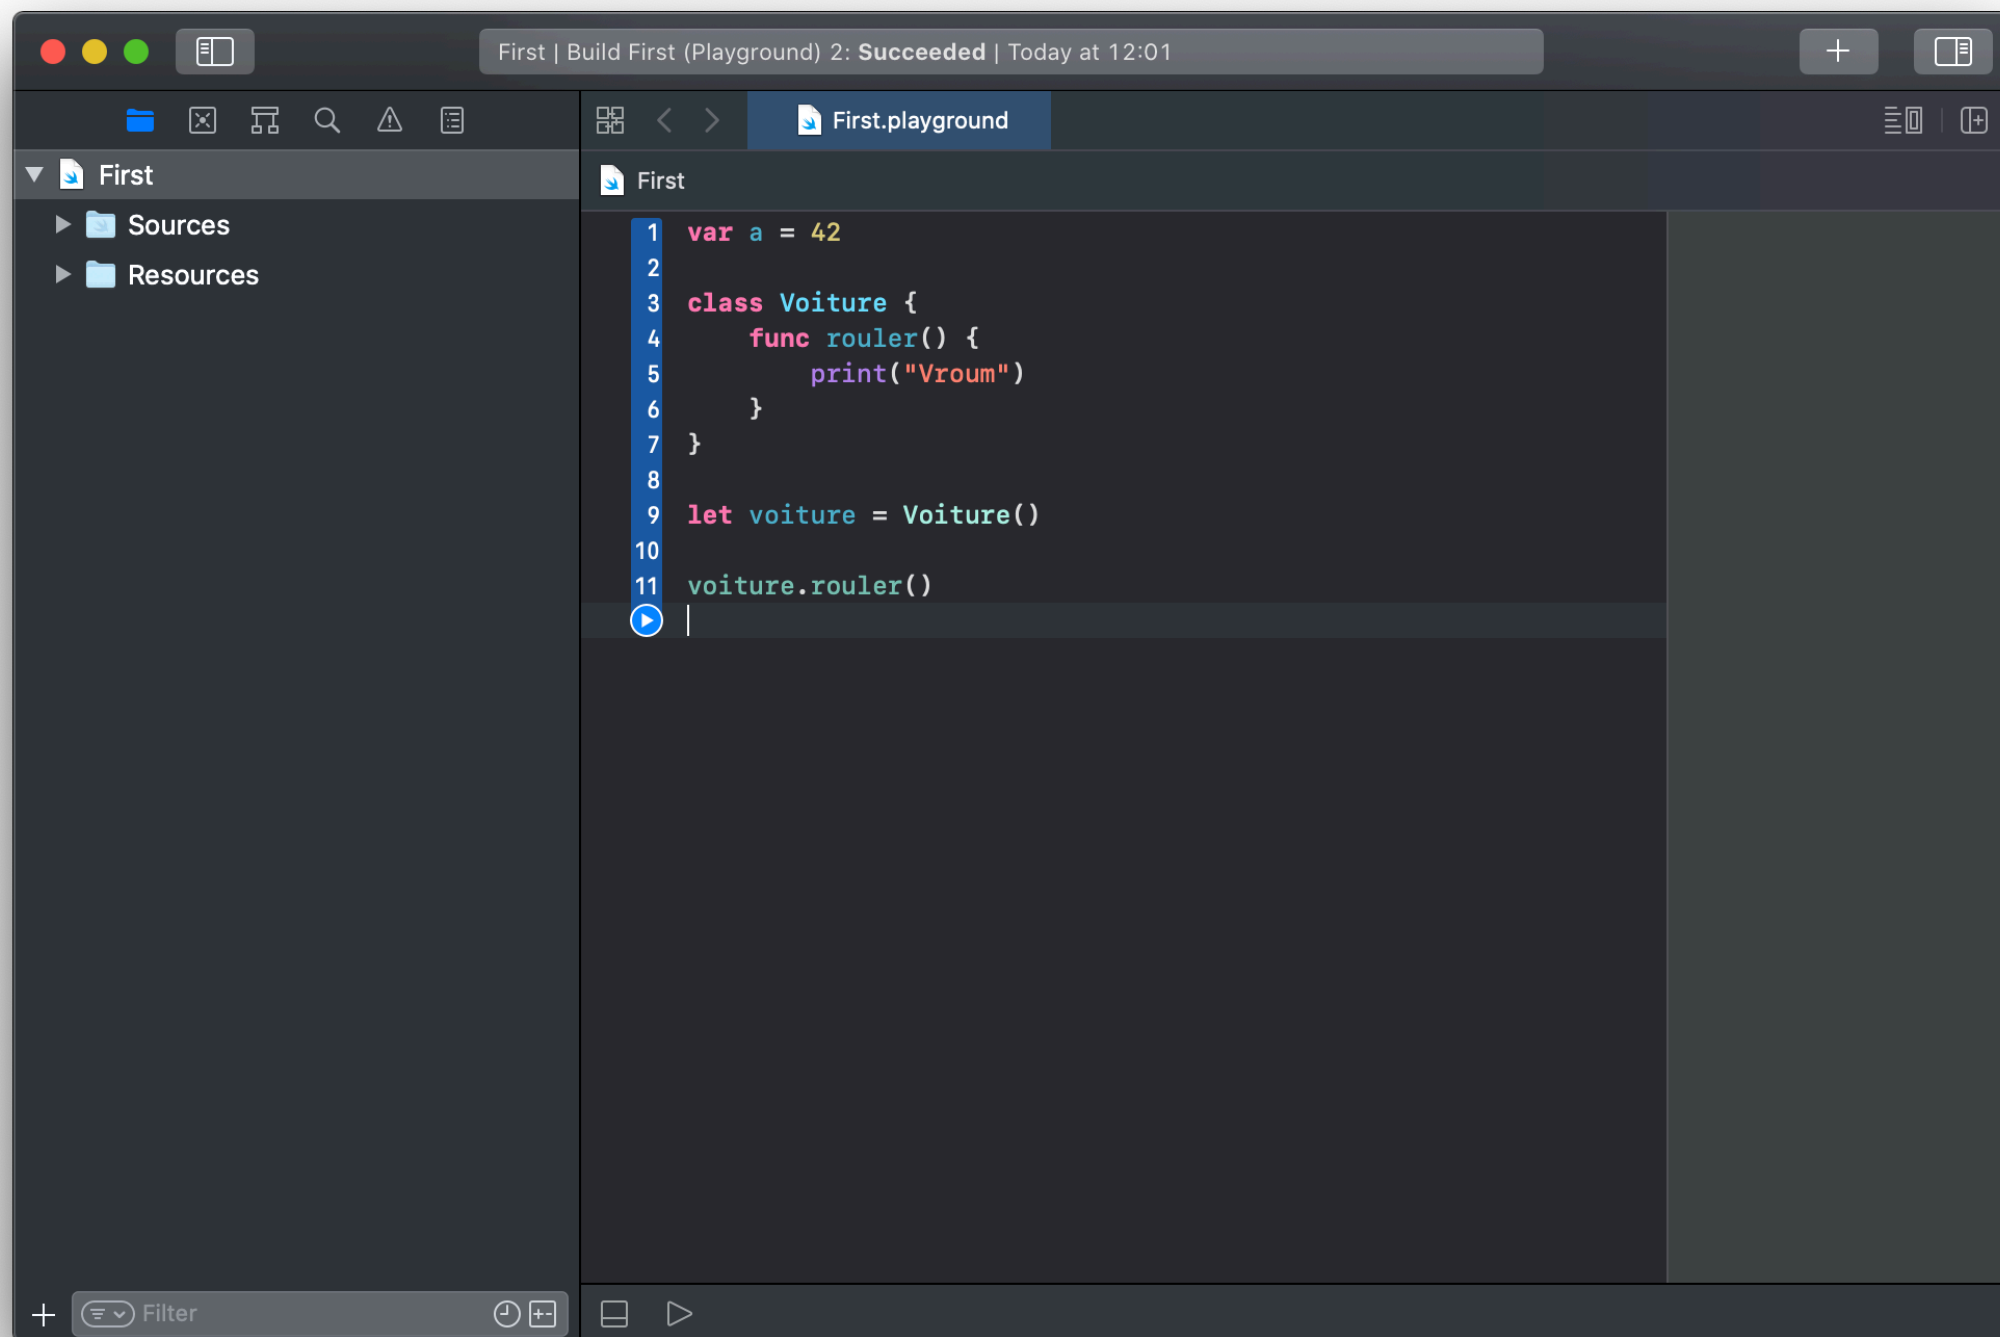 First | Build First (Playground) 2: Succeeded | Today at 12:01
First.playground
First
Sources
Resources
First
1 var a = 42
2
3 class Voiture {
4     func rouler() {
5         print("Vroum")
6     }
7 }
8
9 let voiture = Voiture()
10
11 voiture.rouler()
Filter